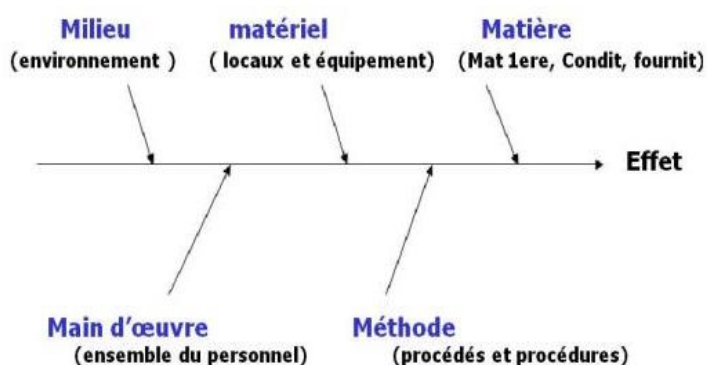 Milieu
(environnement )
matériel
( locaux et équipement)
Matière
(Mat 1ere, Condit, fournit)
Effet
Main d'œuvre
(ensemble du personnel)
Méthode
(procédés et procédures)